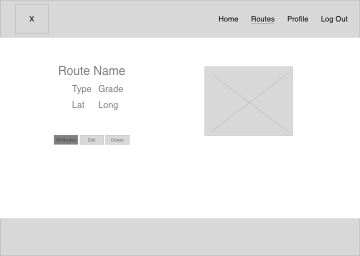 X
Home Routes Profile Log Out
Route Name
Type Grade
Lat Long
All Routes Edit Delete